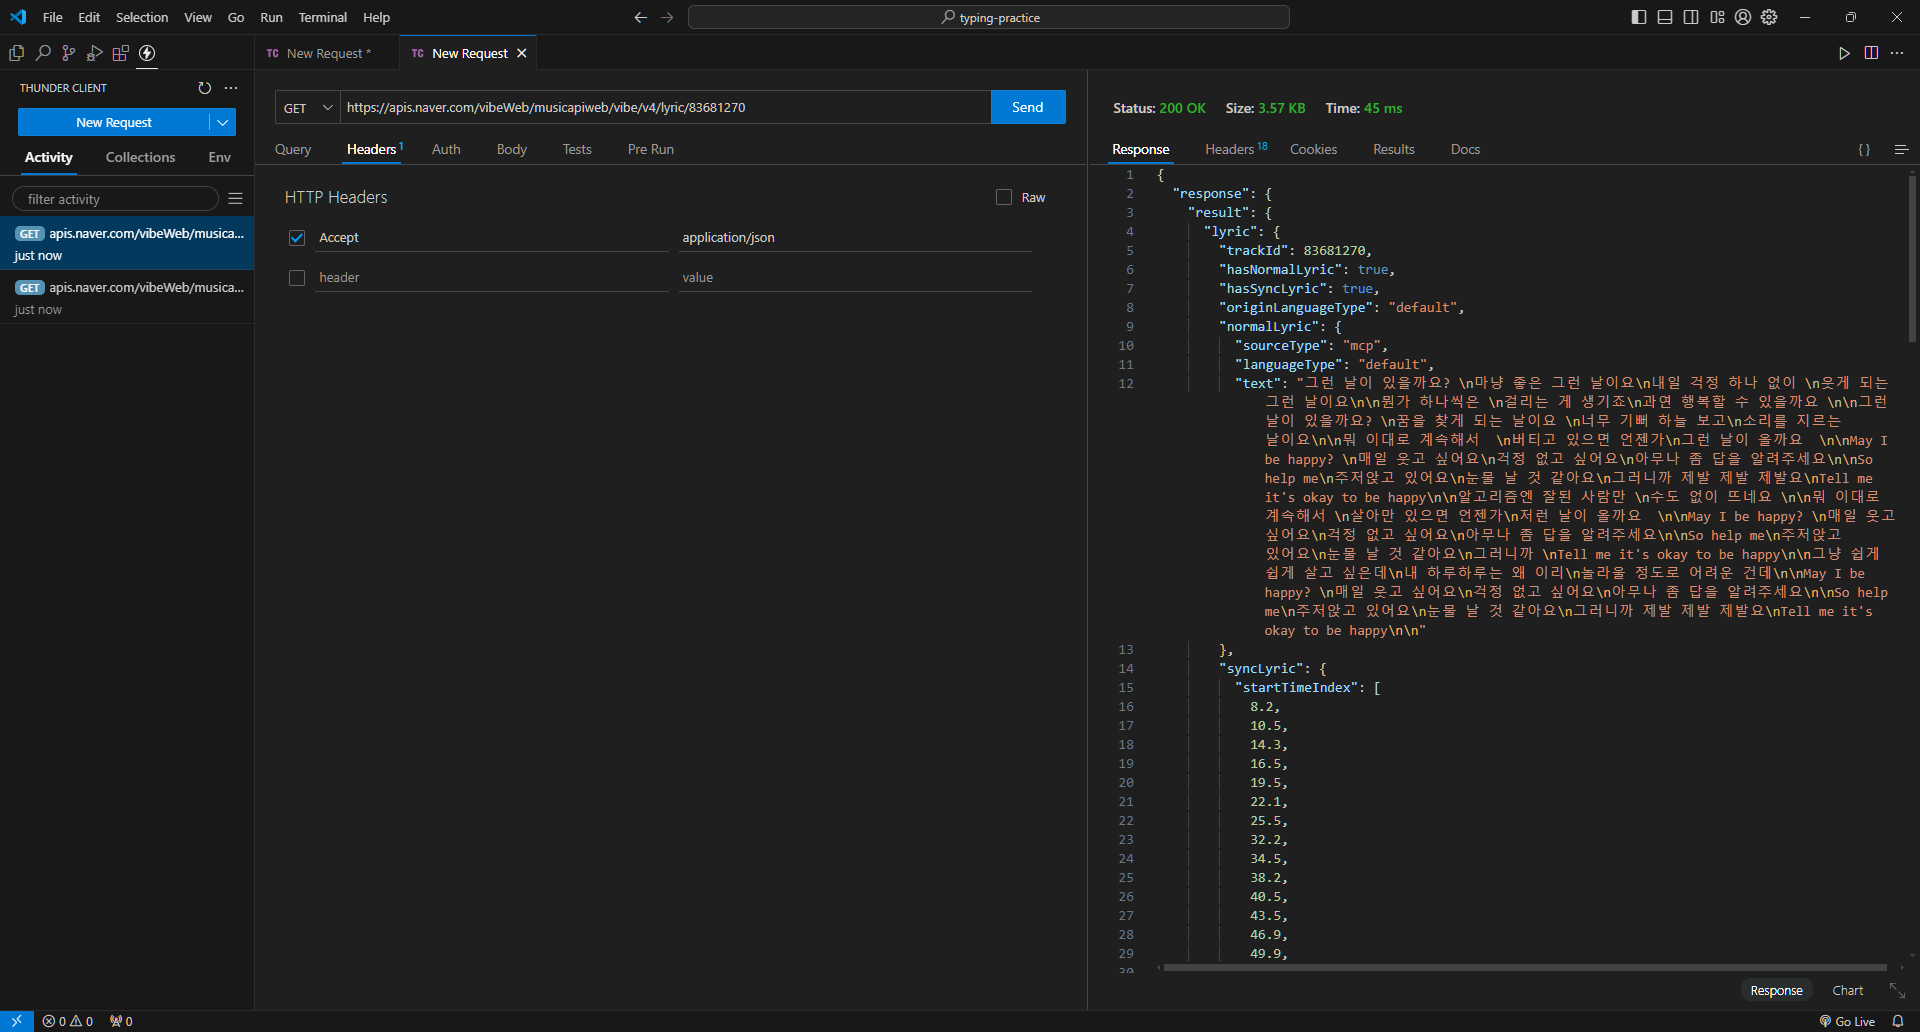 File Edit Selection View Go Run Terminal Help
typing-practice
THUNDER CLIENT
New Request
Activity Collections Env
filter activity
GET apis.naver.com/vibeWeb/musica...
just now
GET apis.naver.com/vibeWeb/musica...
just now
TC New Request *
TC New Request
GET https://apis.naver.com/vibeWeb/musicapiweb/vibe/v4/lyric/83681270 Send
Query Headers 1 Auth Body Tests Pre Run
HTTP Headers Raw
Accept application/json
header value
Status: 200 OK Size: 3.57 KB Time: 45 ms
Response Headers 18 Cookies Results Docs {}
1 {
2 "response": {
3 "result": {
4 "lyric": {
5 "trackId": 83681270,
6 "hasNormalLyric": true,
7 "hasSyncLyric": true,
8 "originLanguageType": "default",
9 "normalLyric": {
10 "sourceType": "mcp",
11 "languageType": "default",
12 "text": "그런 날이 있을까요? \n마냥 좋은 그런 날이요\n내일 걱정 하나 없이 \n웃게 되는
그런 날이요\n\n뭔가 하나씩은 \n걸리는 게 생기죠\n과연 행복할 수 있을까요 \n\n그런
날이 있을까요? \n꿈을 찾게 되는 날이요 \n너무 기뻐 하늘 보고\n소리를 지르는
날이요\n\n뭐 이대로 계속해서  \n버티고 있으면 언젠가\n그런 날이 올까요  \n\nMay I
be happy? \n매일 웃고 싶어요\n걱정 없고 싶어요\n아무나 좀 답을 알려주세요\n\nSo
help me\n주저앉고 있어요\n눈물 날 것 같아요\n그러니까 제발 제발 제발요\nTell me
it's okay to be happy\n\n알고리즘엔 잘된 사람만 \n수도 없이 뜨네요 \n\n뭐 이대로
계속해서 \n살아만 있으면 언젠가\n저런 날이 올까요  \n\nMay I be happy? \n매일 웃고
싶어요\n걱정 없고 싶어요\n아무나 좀 답을 알려주세요\n\nSo help me\n주저앉고
있어요\n눈물 날 것 같아요\n그러니까 \nTell me it's okay to be happy\n\n그냥 쉽게
쉽게 살고 싶은데\n내 하루하루는 왜 이리\n놀라울 정도로 어려운 건데\n\nMay I be
happy? \n매일 웃고 싶어요\n걱정 없고 싶어요\n아무나 좀 답을 알려주세요\n\nSo help
me\n주저앉고 있어요\n눈물 날 것 같아요\n그러니까 제발 제발 제발요\nTell me it's
okay to be happy\n\n"
13 },
14 "syncLyric": {
15 "startTimeIndex": [
16 8.2,
17 10.5,
18 14.3,
19 16.5,
20 19.5,
21 22.1,
22 25.5,
23 32.2,
24 34.5,
25 38.2,
26 40.5,
27 43.5,
28 46.9,
29 49.9,
30
Response Chart
0 0 0
Go Live